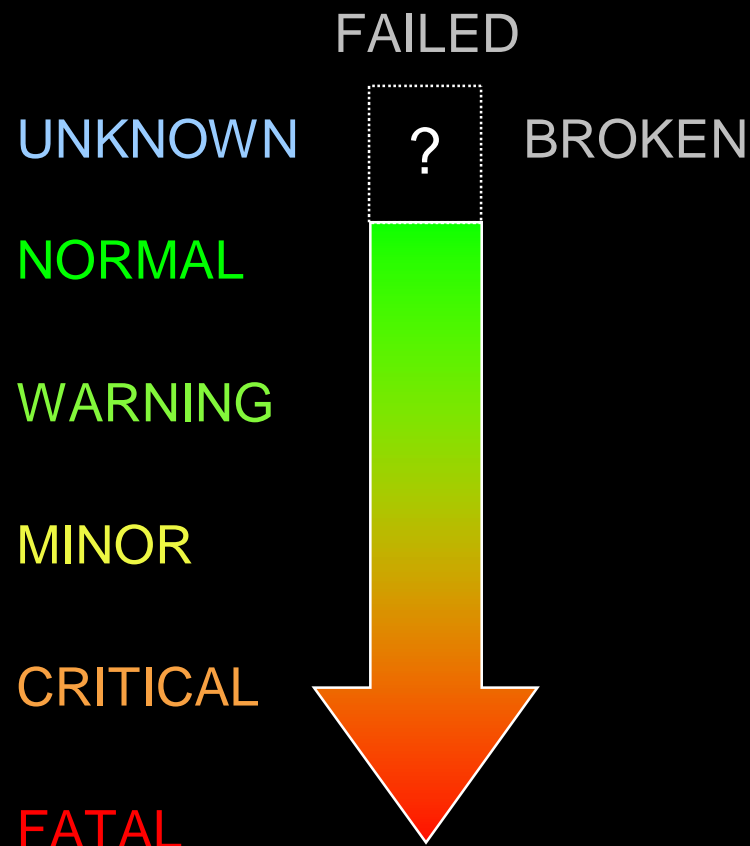 FAILED
UNKNOWN ? BROKEN
NORMAL
WARNING
MINOR
CRITICAL
FATAL